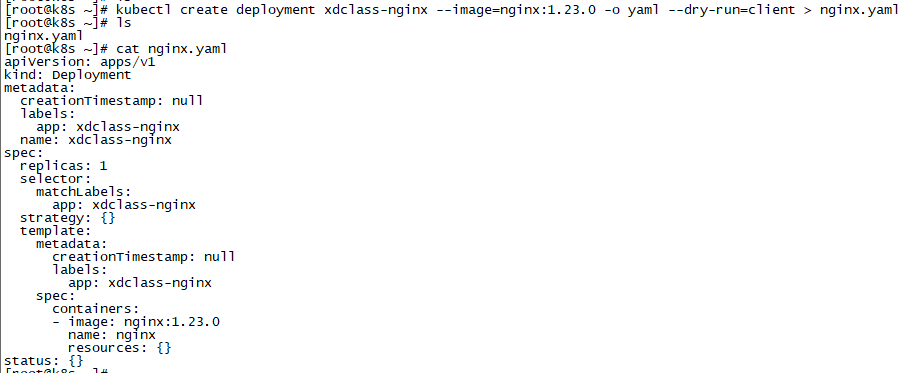 [root@k8s ~]# kubectl create deployment xdclass-nginx --image=nginx:1.23.0 -o yaml --dry-run=client > nginx.yaml
[root@k8s ~]# ls
nginx.yaml
[root@k8s ~]# cat nginx.yaml
apiVersion: apps/v1
kind: Deployment
metadata:
  creationTimestamp: null
  labels:
    app: xdclass-nginx
  name: xdclass-nginx
spec:
  replicas: 1
  selector:
    matchLabels:
      app: xdclass-nginx
  strategy: {}
  template:
    metadata:
      creationTimestamp: null
      labels:
        app: xdclass-nginx
    spec:
      containers:
      - image: nginx:1.23.0
        name: nginx
        resources: {}
status: {}
[root@k8s ~]#